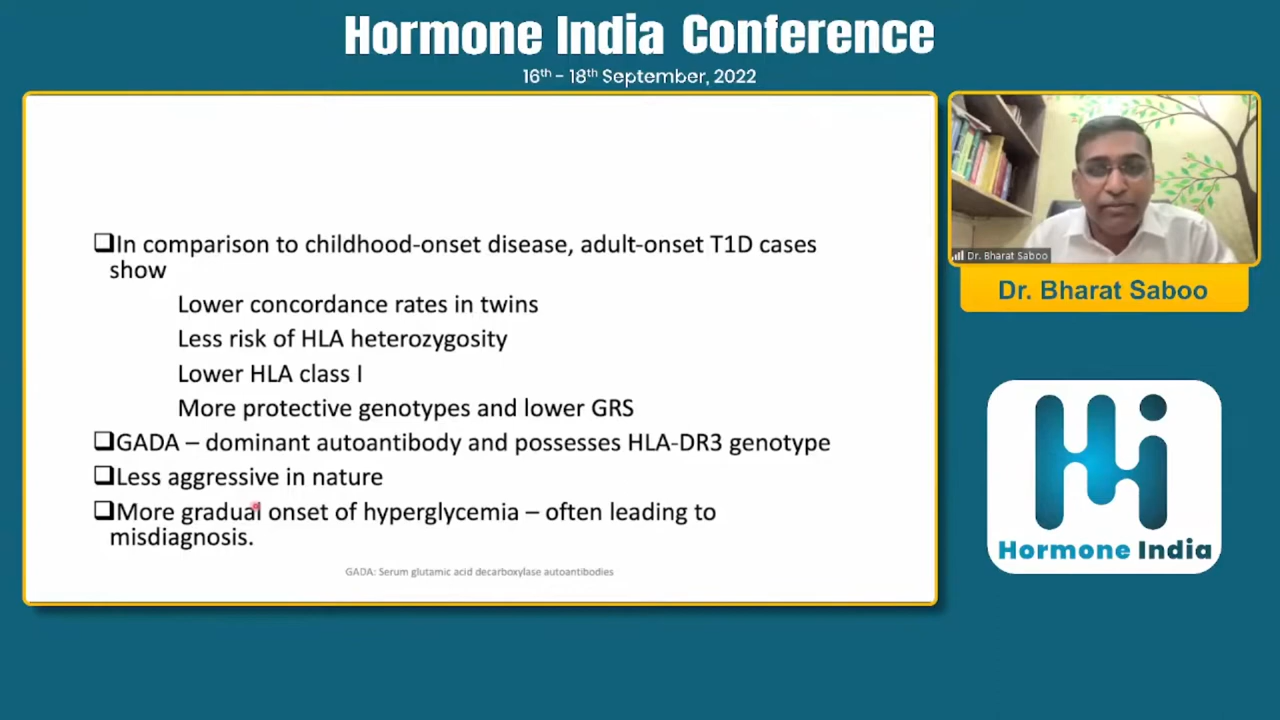 Hormone India Conference
16th - 18th September, 2022
❑In comparison to childhood-onset disease, adult-onset T1D cases
show
Lower concordance rates in twins
Less risk of HLA heterozygosity
Lower HLA class I
More protective genotypes and lower GRS
❑GADA – dominant autoantibody and possesses HLA-DR3 genotype
❑Less aggressive in nature
❑More gradual onset of hyperglycemia – often leading to
misdiagnosis.
GADA: Serum glutamic acid decarboxylase autoantibodies
Dr. Bharat Saboo
Dr. Bharat Saboo
Hi
Hormone India